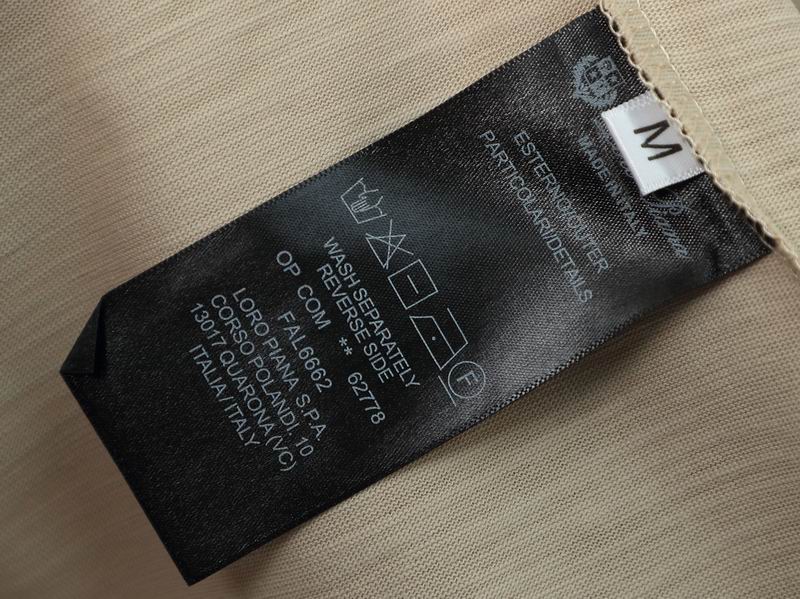 M
Piana
MADE IN ITALY
ESTERNO/OUTER
PARTICOLARI/DETAILS
F
WASH SEPARATELY
REVERSE SIDE
OP COM ** 62778
FAL6662
LORO PIANA S.P.A.
CORSO POLANDI, 10
13017 QUARONA (VC)
ITALIA/ITALY